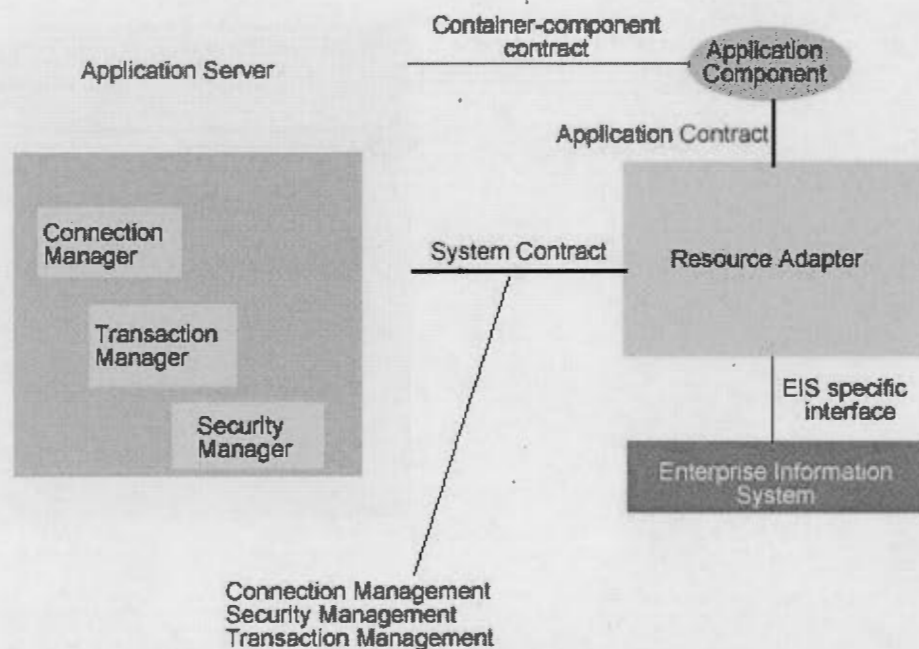 Container-component
contract
Application Server
Application
Component
Application Contract
Connection
Manager
System Contract
Resource Adapter
Transaction
Manager
EIS specific
interface
Security
Manager
Enterprise Information
System
Connection Management
Security Management
Transaction Management